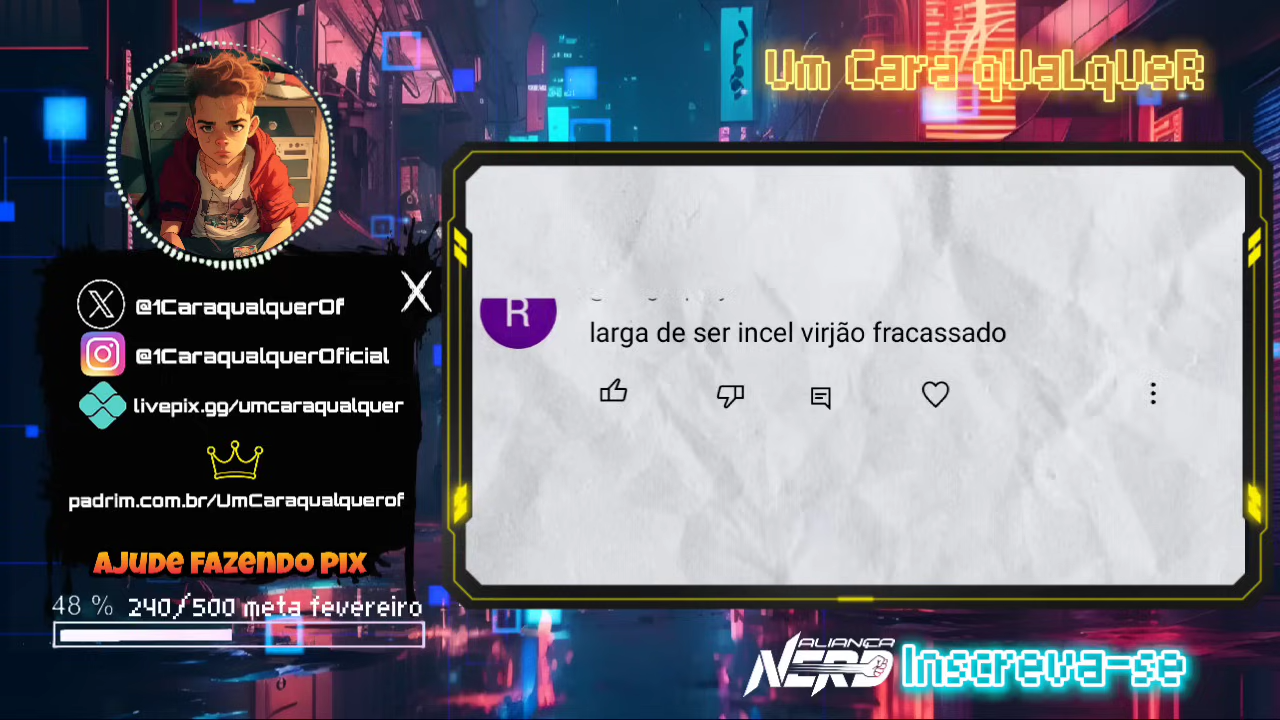 Um Cara qUaLqUeR
@1CaraqualquerOf
@1CaraqualquerOficial
livepix.gg/umcaraqualquer
padrim.com.br/UmCaraqualquerof
AJUDE FAZENDO PIX
48 % 240/500 meta fevereiro
R
larga de ser incel virjão fracassado
ALIANÇA
NERD
Inscreva-se